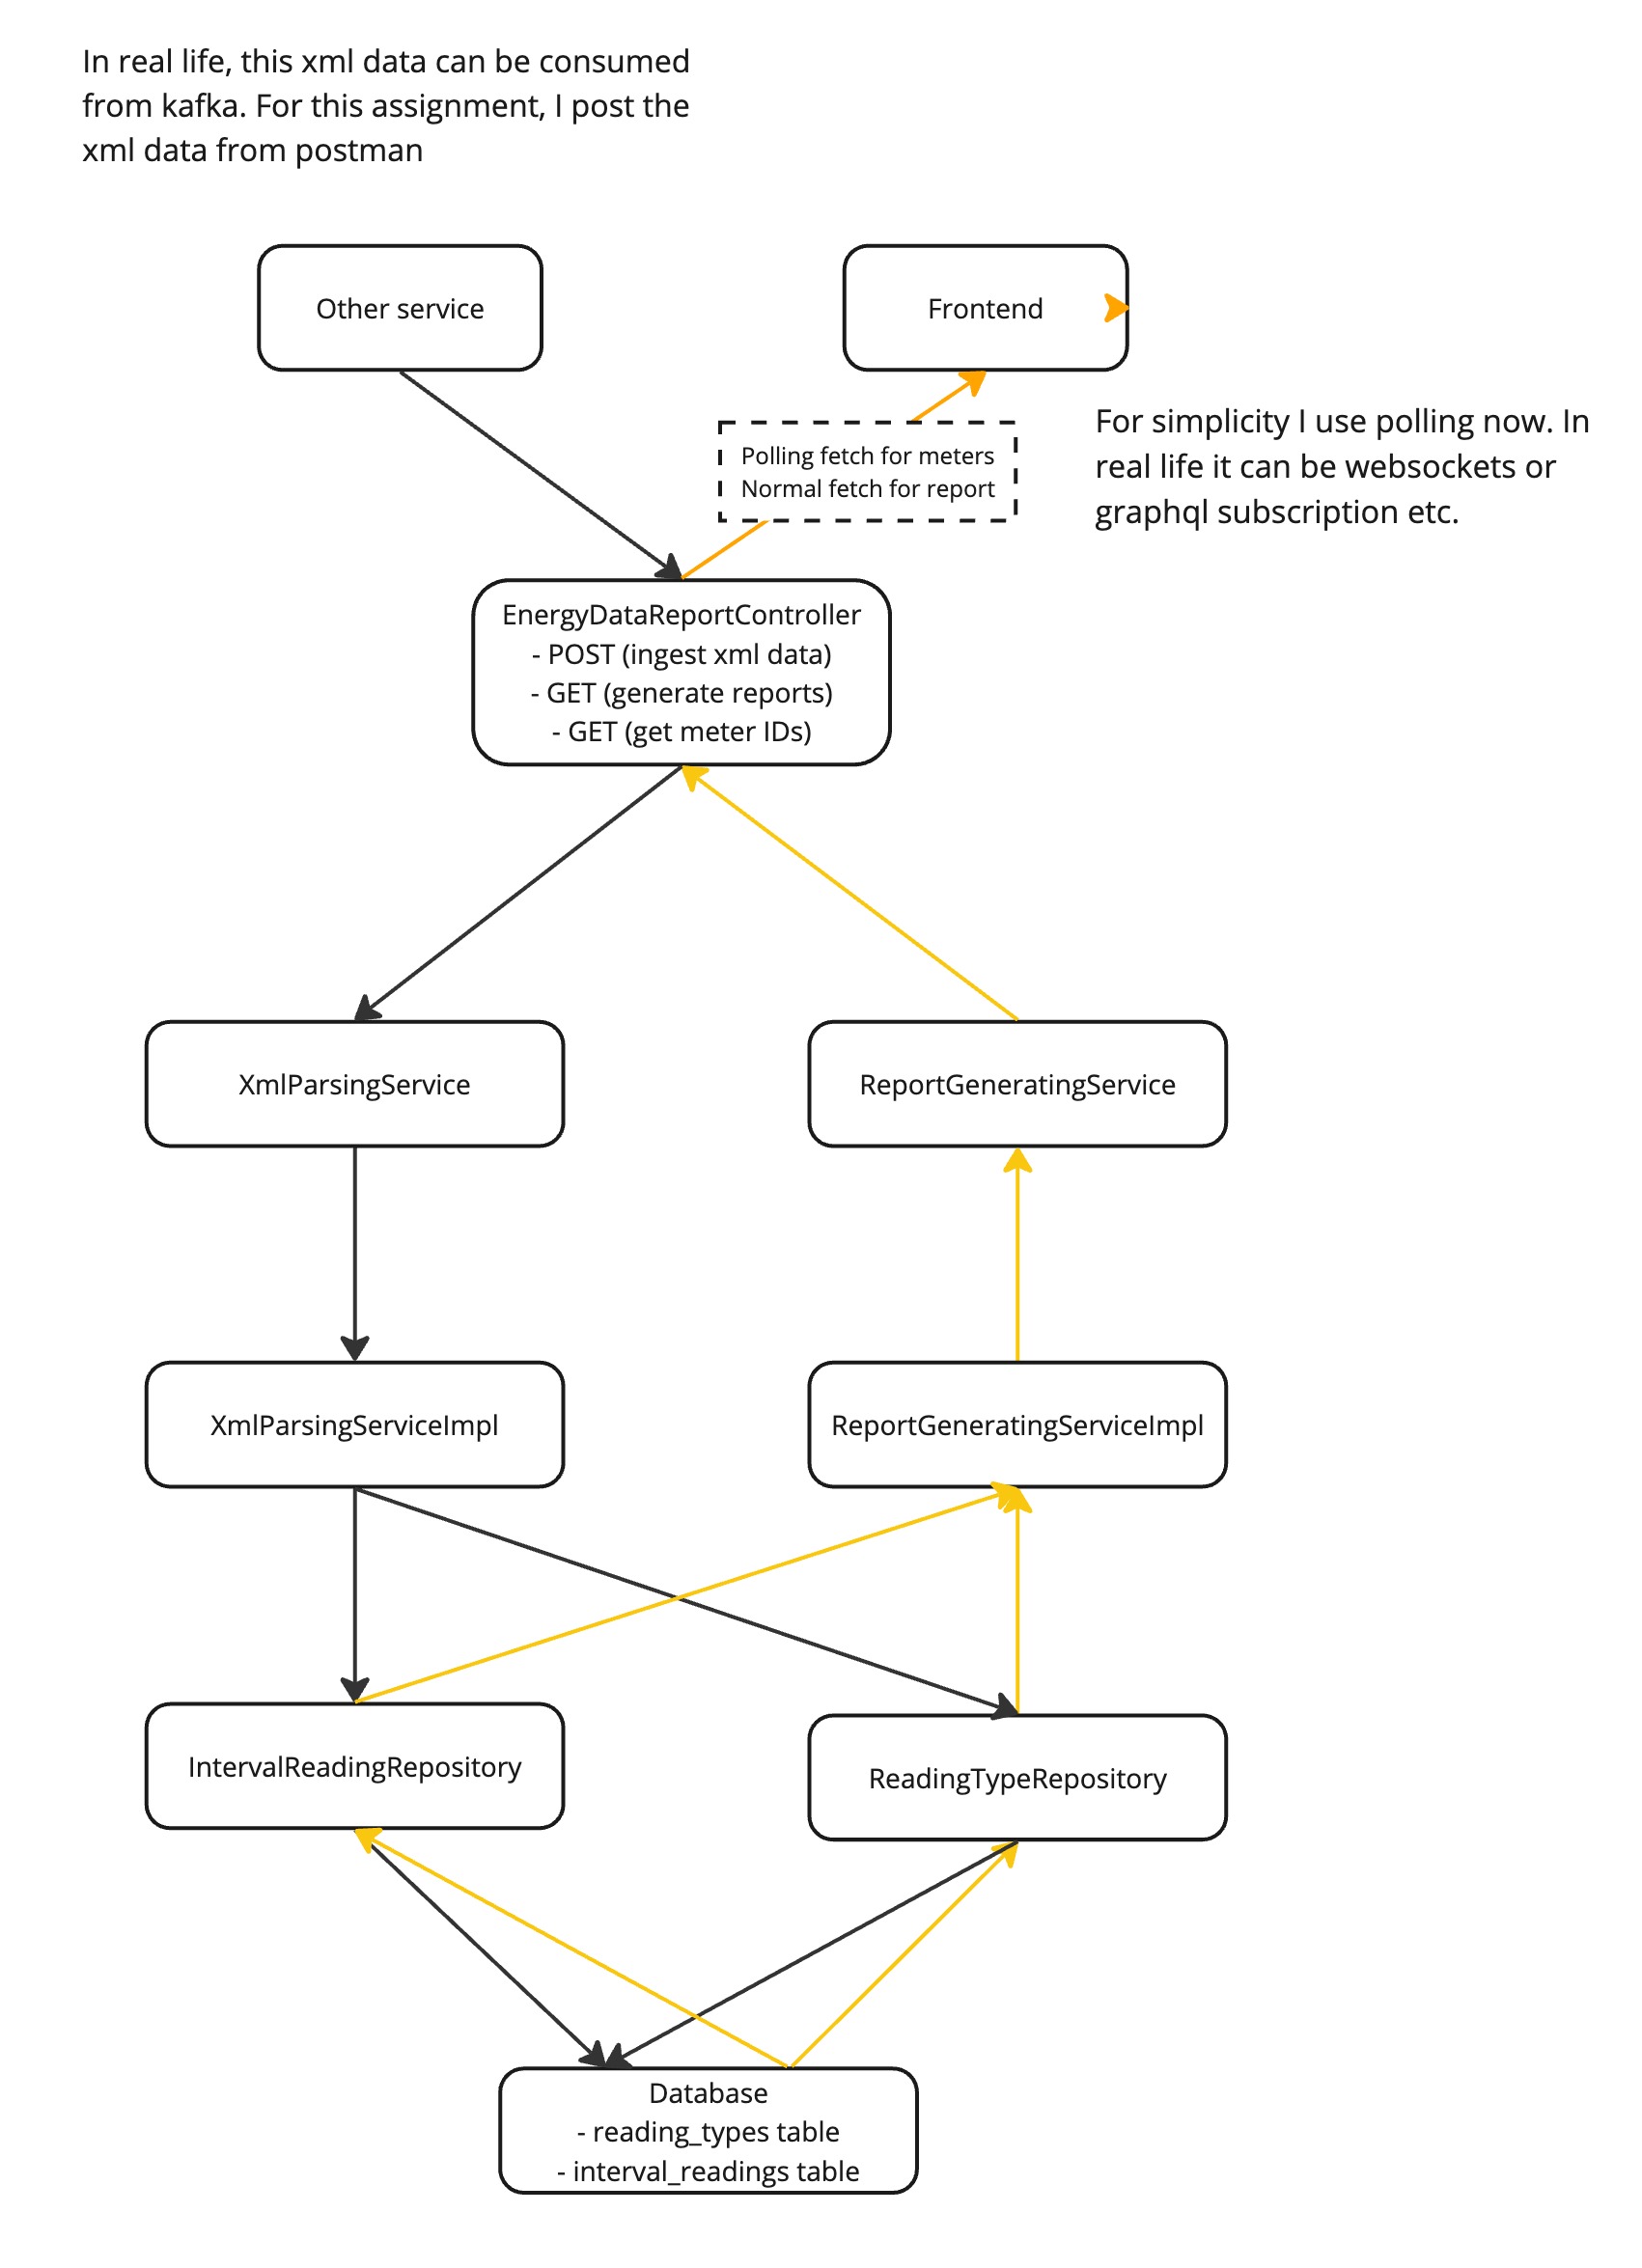 In real life, this xml data can be consumed
from kafka. For this assignment, I post the
xml data from postman
Other service
Frontend
For simplicity I use polling now. In
real life it can be websockets or
graphql subscription etc.
Polling fetch for meters
Normal fetch for report
EnergyDataReportController
- POST (ingest xml data)
- GET (generate reports)
- GET (get meter IDs)
XmlParsingService
ReportGeneratingService
XmlParsingServiceImpl
ReportGeneratingServiceImpl
IntervalReadingRepository
ReadingTypeRepository
Database
- reading_types table
- interval_readings table